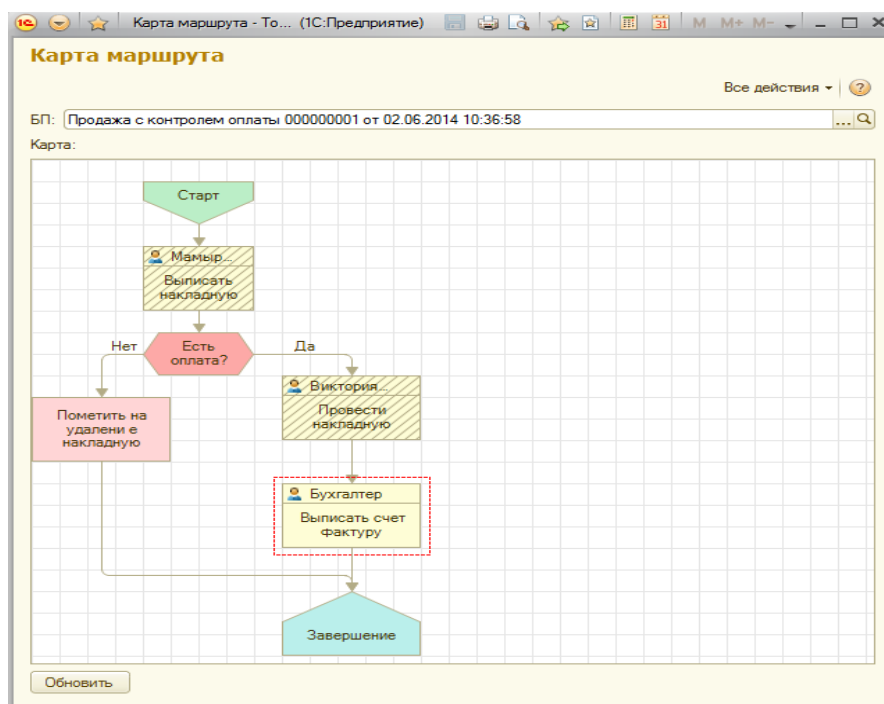 Карта маршрута - То... (1С:Предприятие)
31 M M+ M-
Карта маршрута
Все действия
?
БП: Продажа с контролем оплаты 000000001 от 02.06.2014 10:36:58
...
Карта:
Старт
Мамыр...
Выписать
накладную
Нет
Есть
оплата?
Да
Виктория...
Провести
накладную
Пометить на
удалени е
накладную
Бухгалтер
Выписать счет
фактуру
Завершение
Обновить